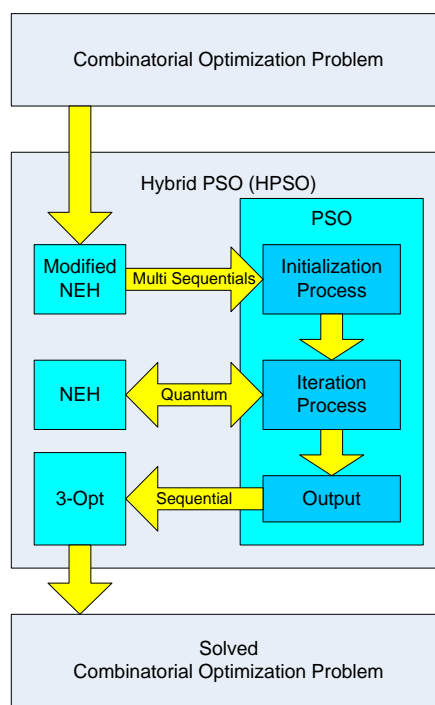 Combinatorial Optimization Problem
Hybrid PSO (HPSO)
PSO
Modified
NEH
Multi Sequentials
Initialization
Process
NEH
Quantum
Iteration
Process
3-Opt
Sequential
Output
Solved
Combinatorial Optimization Problem